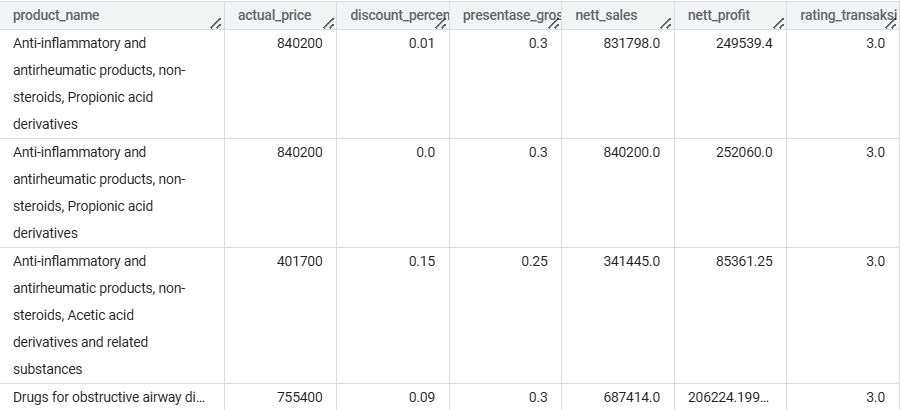 product_name actual_price discount_percen presentase_gros nett_sales nett_profit rating_transaksi
Anti-inflammatory and 840200 0.01 0.3 831798.0 249539.4 3.0
antirheumatic products, non-
steroids, Propionic acid
derivatives
Anti-inflammatory and 840200 0.0 0.3 840200.0 252060.0 3.0
antirheumatic products, non-
steroids, Propionic acid
derivatives
Anti-inflammatory and 401700 0.15 0.25 341445.0 85361.25 3.0
antirheumatic products, non-
steroids, Acetic acid
derivatives and related
substances
Drugs for obstructive airway di... 755400 0.09 0.3 687414.0 206224.199... 3.0